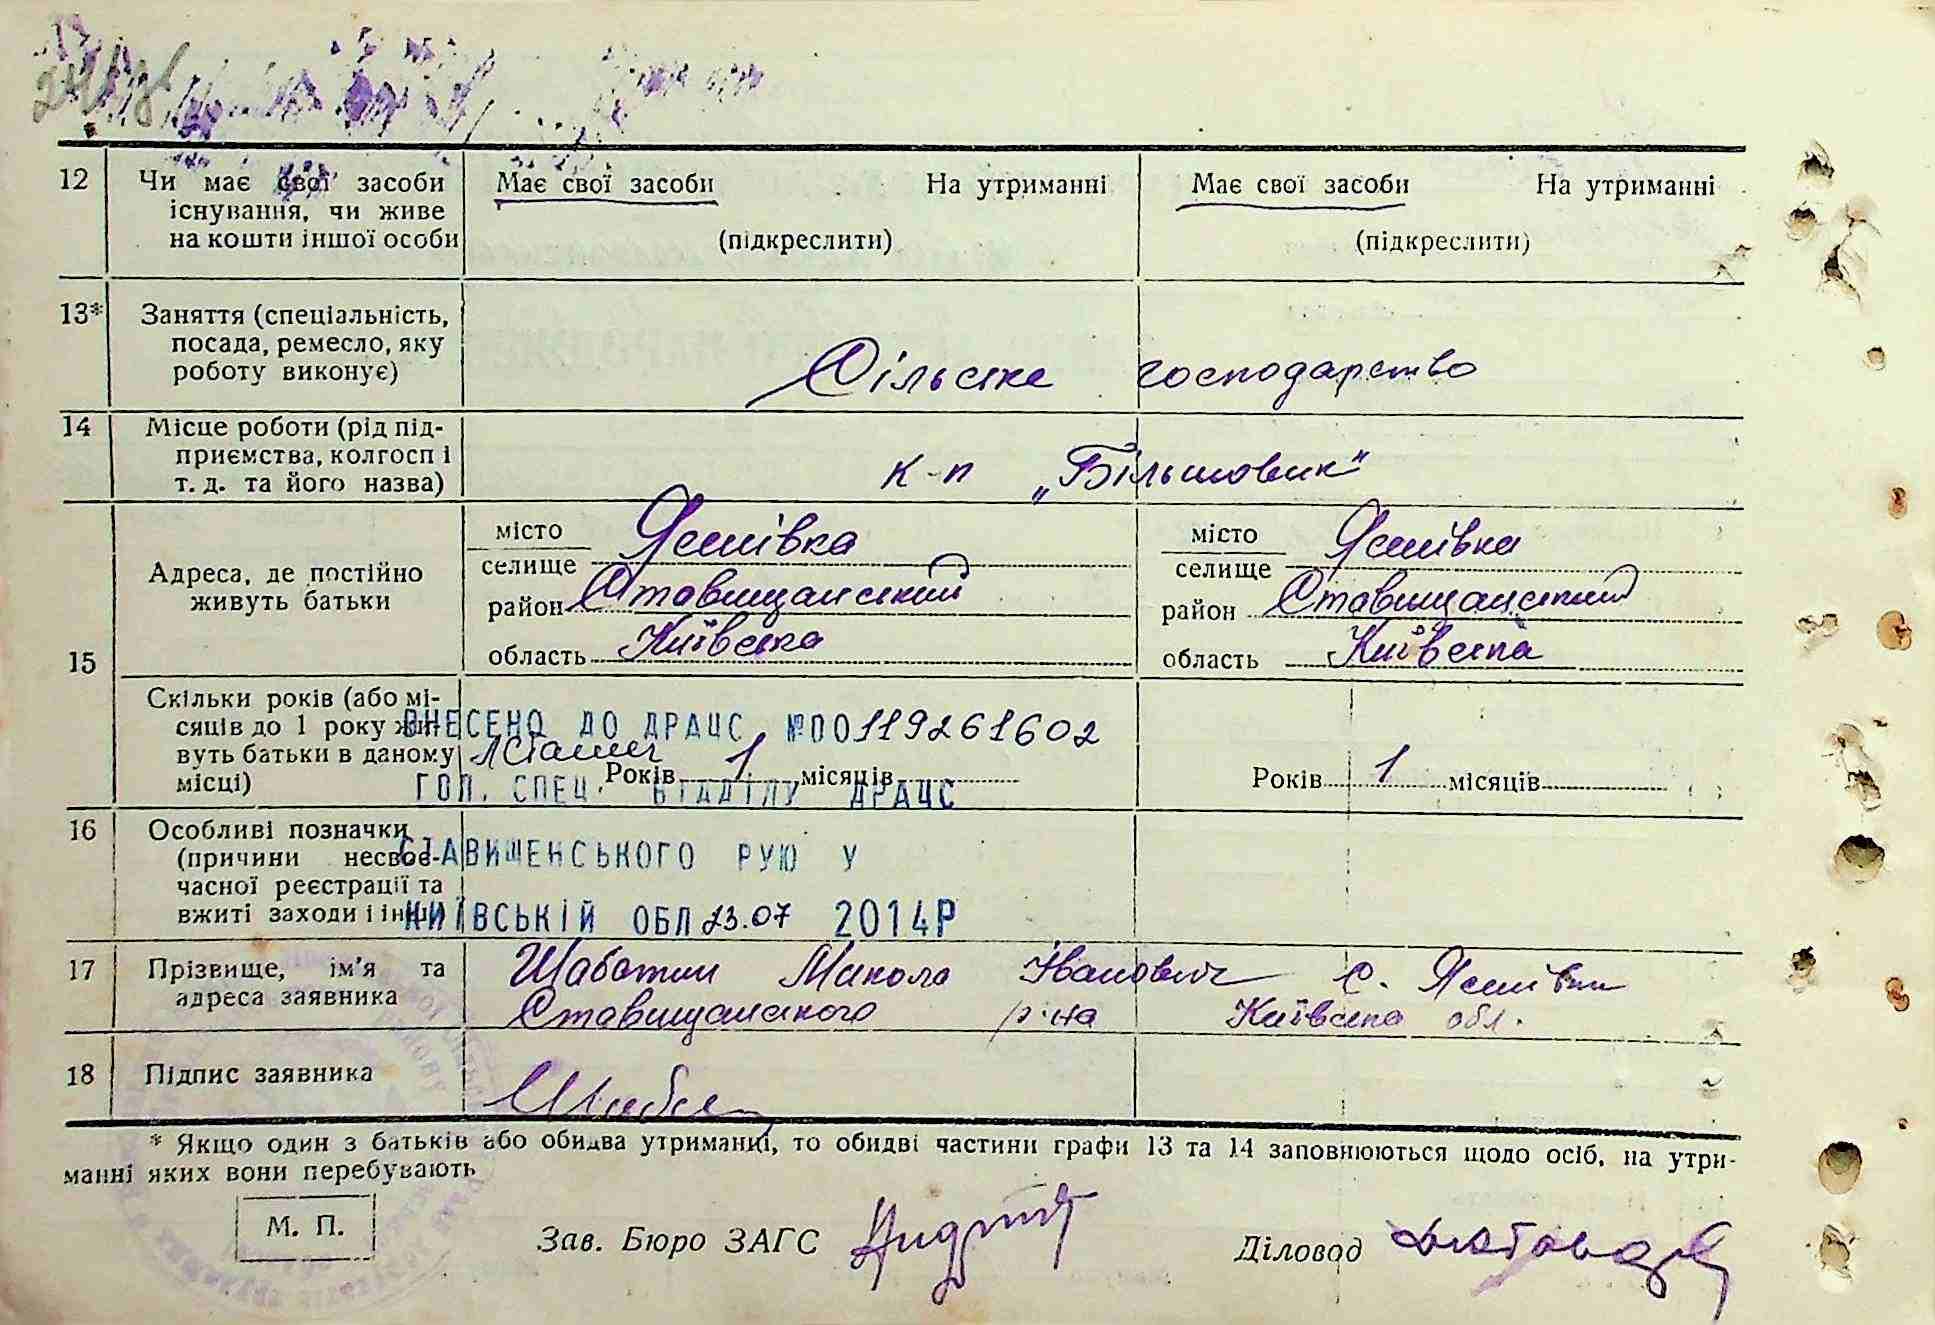 12 Чи має свої засоби існування, чи живе на кошти іншої особи
Має свої засоби На утриманні
(підкреслити)
Має свої засоби На утриманні
(підкреслити)
13* Заняття (спеціальність, посада, ремесло, яку роботу виконує)
Сільське господарство
14 Місце роботи (рід підприємства, колгосп і т. д. та його назва)
к-п „Більшовик"
15
Адреса, де постійно живуть батьки
місто
селище Ясенівка
район Ставищанський
область Київська
місто
селище Ясенівка
район Ставищанський
область Київська
Скільки років (або місяців до 1 року живуть батьки в даному місці)
Років 1 місяців
Років 1 місяців
ВНЕСЕНО ДО ДРАЦС №00119261602
ГОЛ. СПЕЦ. ВІДДІЛУ ДРАЦС
СТАВИЩЕНСЬКОГО РУЮ У
КИЇВСЬКІЙ ОБЛ 23.07 2014Р
16 Особливі позначки (причини несвоєчасної реєстрації та вжиті заходи і інш.
17 Прізвище, ім'я та адреса заявника
Шаботин Микола Іванович с. Ясенівки
Ставищанського р-на Київська обл.
18 Підпис заявника
* Якщо один з батьків або обидва утриманці, то обидві частини графи 13 та 14 заповнюються щодо осіб, на утри-
манні яких вони перебувають
М. П.
Зав. Бюро ЗАГС
Діловод